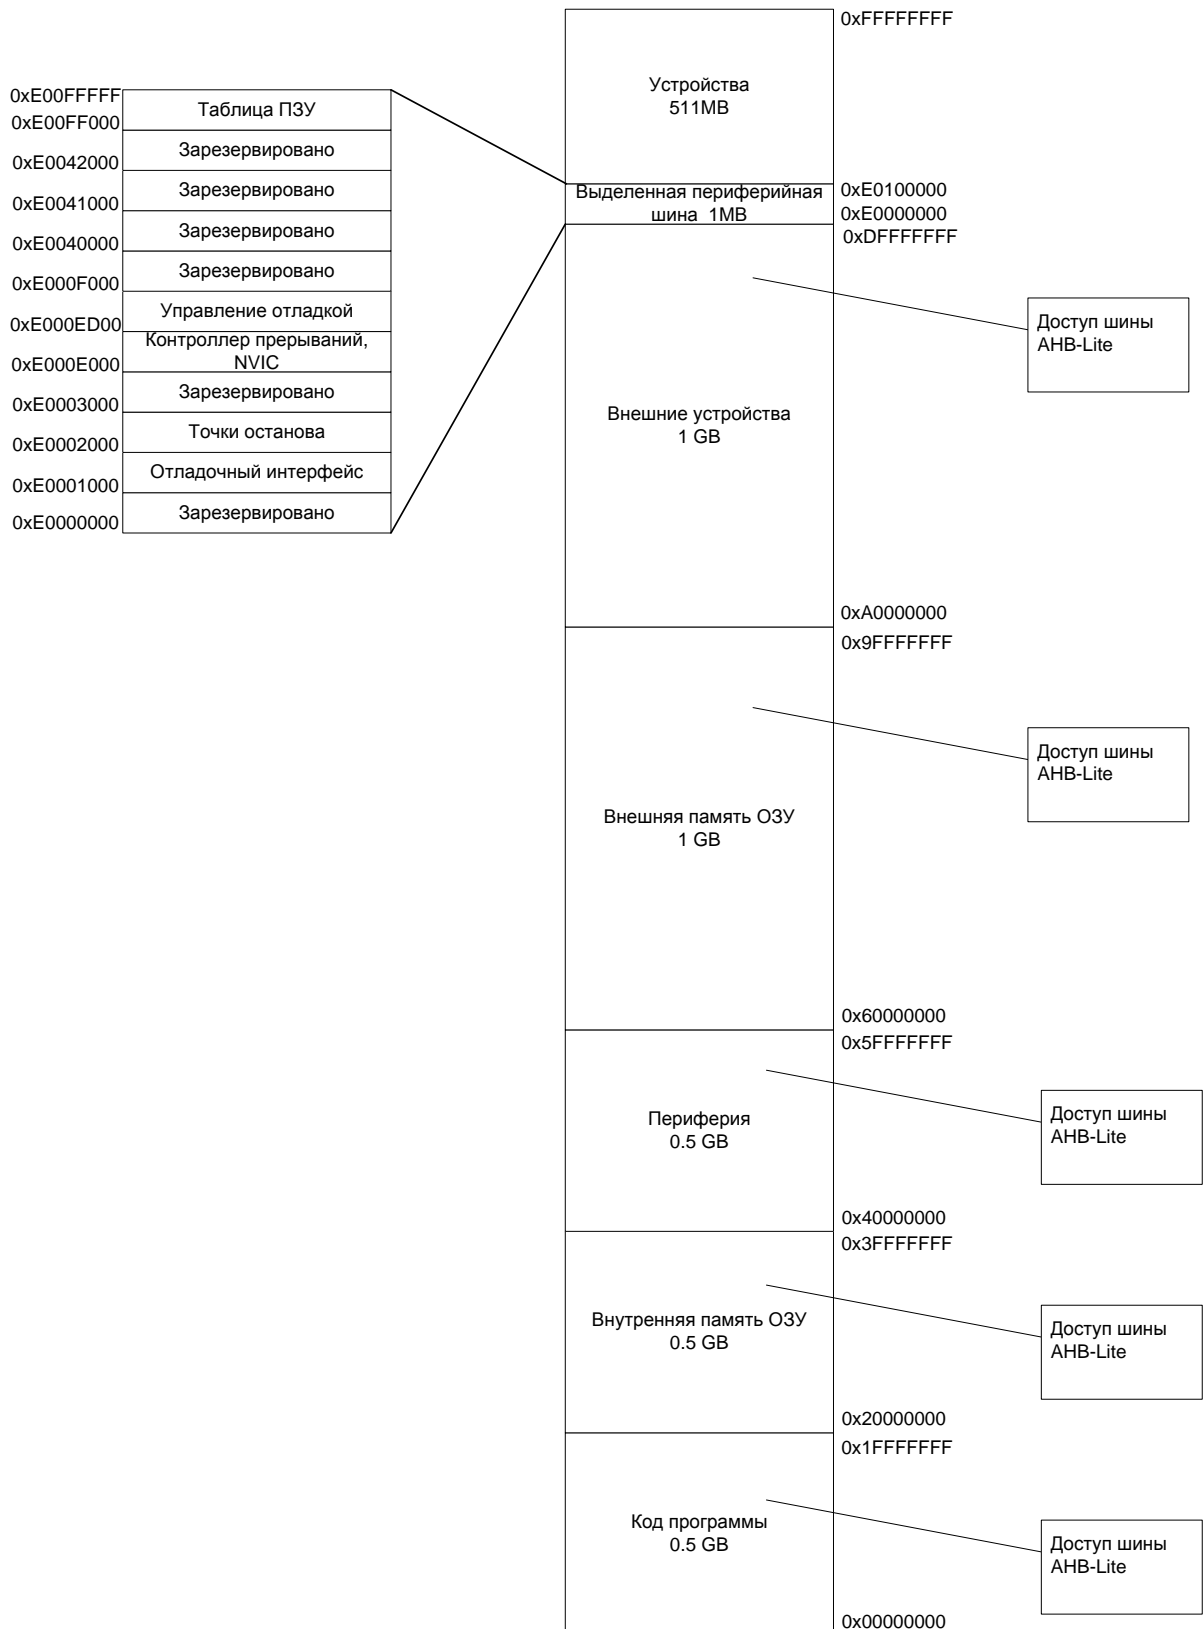 0xFFFFFFFF
Устройства
511MB
0xE00FFFFF
Таблица ПЗУ
0xE00FF000
Зарезервировано
0xE0042000
Зарезервировано
0xE0041000
Зарезервировано
0xE0040000
Зарезервировано
0xE000F000
Управление отладкой
0xE000ED00
Контроллер прерываний,
NVIC
0xE000E000
Зарезервировано
0xE0003000
Точки останова
0xE0002000
Отладочный интерфейс
0xE0001000
Зарезервировано
0xE0000000
Выделенная периферийная
шина 1MB
0xE0100000
0xE0000000
0xDFFFFFFF
Доступ шины
AHB-Lite
Внешние устройства
1 GB
0xA0000000
0x9FFFFFFF
Доступ шины
AHB-Lite
Внешняя память ОЗУ
1 GB
0x60000000
0x5FFFFFFF
Доступ шины
AHB-Lite
Периферия
0.5 GB
0x40000000
0x3FFFFFFF
Внутренняя память ОЗУ
0.5 GB
Доступ шины
AHB-Lite
0x20000000
0x1FFFFFFF
Код программы
0.5 GB
Доступ шины
AHB-Lite
0x00000000